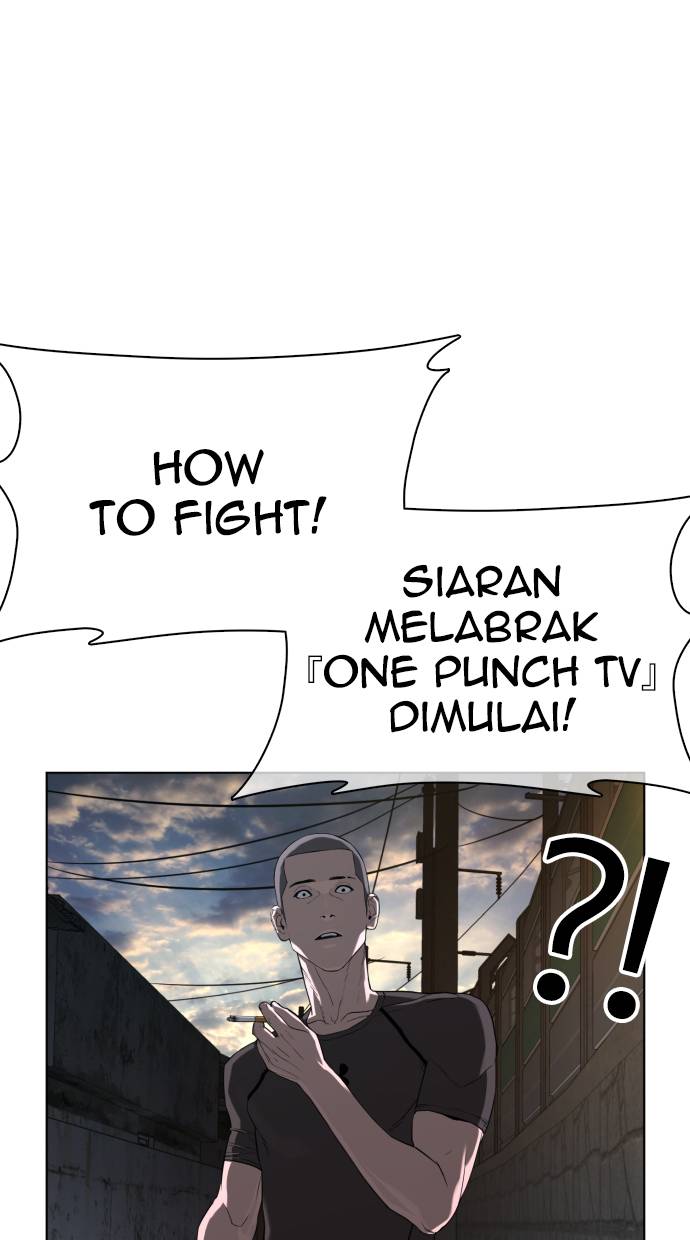 HOW
TO FIGHT!
SIARAN
MELABRAK
『ONE PUNCH TV』
DIMULAI!
?!